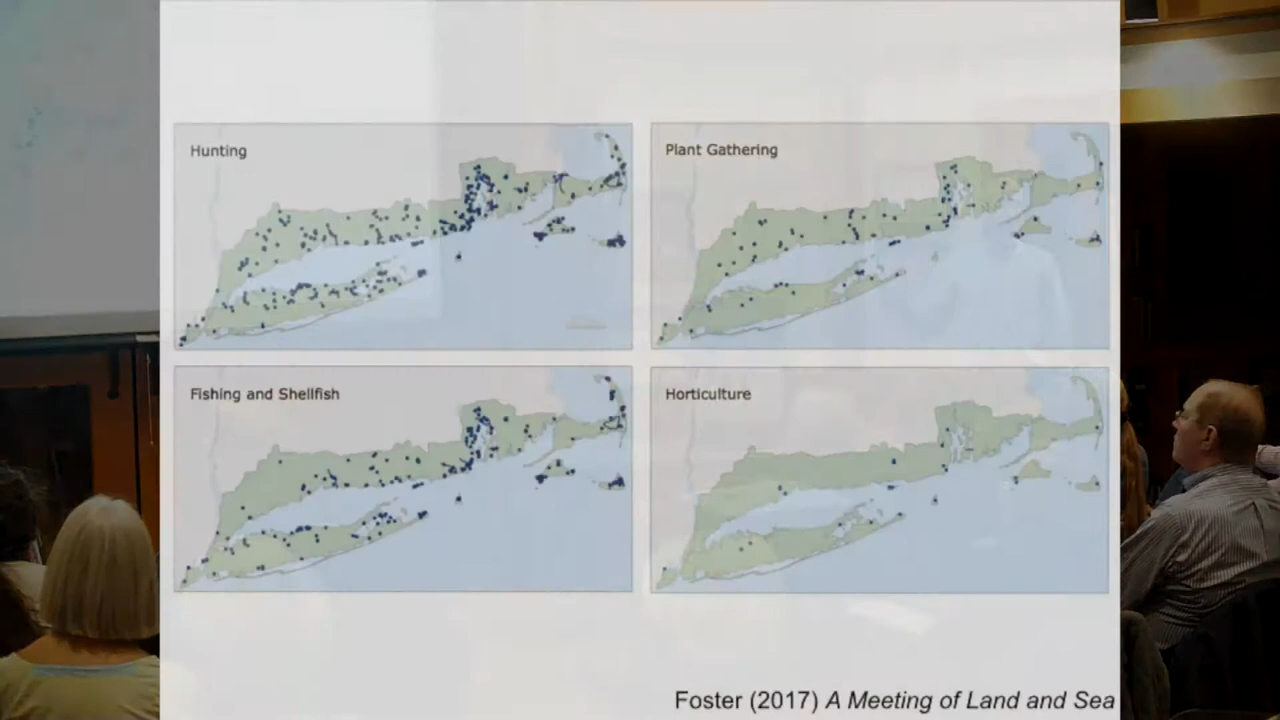 Hunting
Plant Gathering
Fishing and Shellfish
Horticulture
Foster (2017) A Meeting of Land and Sea